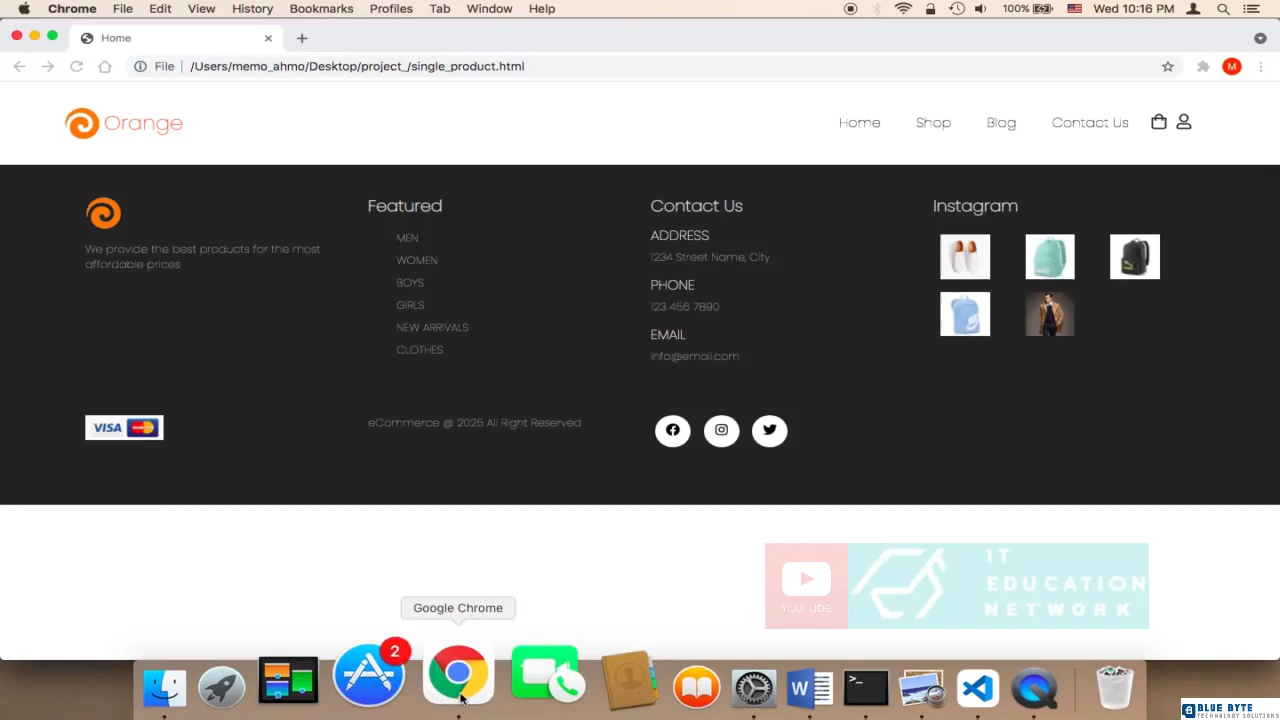 Chrome File Edit View History Bookmarks Profiles Tab Window Help 100% Wed 10:16 PM
Home
File /Users/memo_ahmo/Desktop/project_/single_product.html M
Orange Home Shop Blog Contact Us
Featured Contact Us Instagram
We provide the best products for the most
affordable prices
MEN
WOMEN
BOYS
GIRLS
NEW ARRIVALS
CLOTHES
ADDRESS
1234 Street Name, City
PHONE
123 456 7890
EMAIL
info@email.com
VISA MasterCard eCommerce @ 2025 All Right Reserved
YouTube
IT
EDUCATION
NETWORK
Google Chrome
2
W
>_
BLUE BYTE
TECHNOLOGY SOLUTIONS